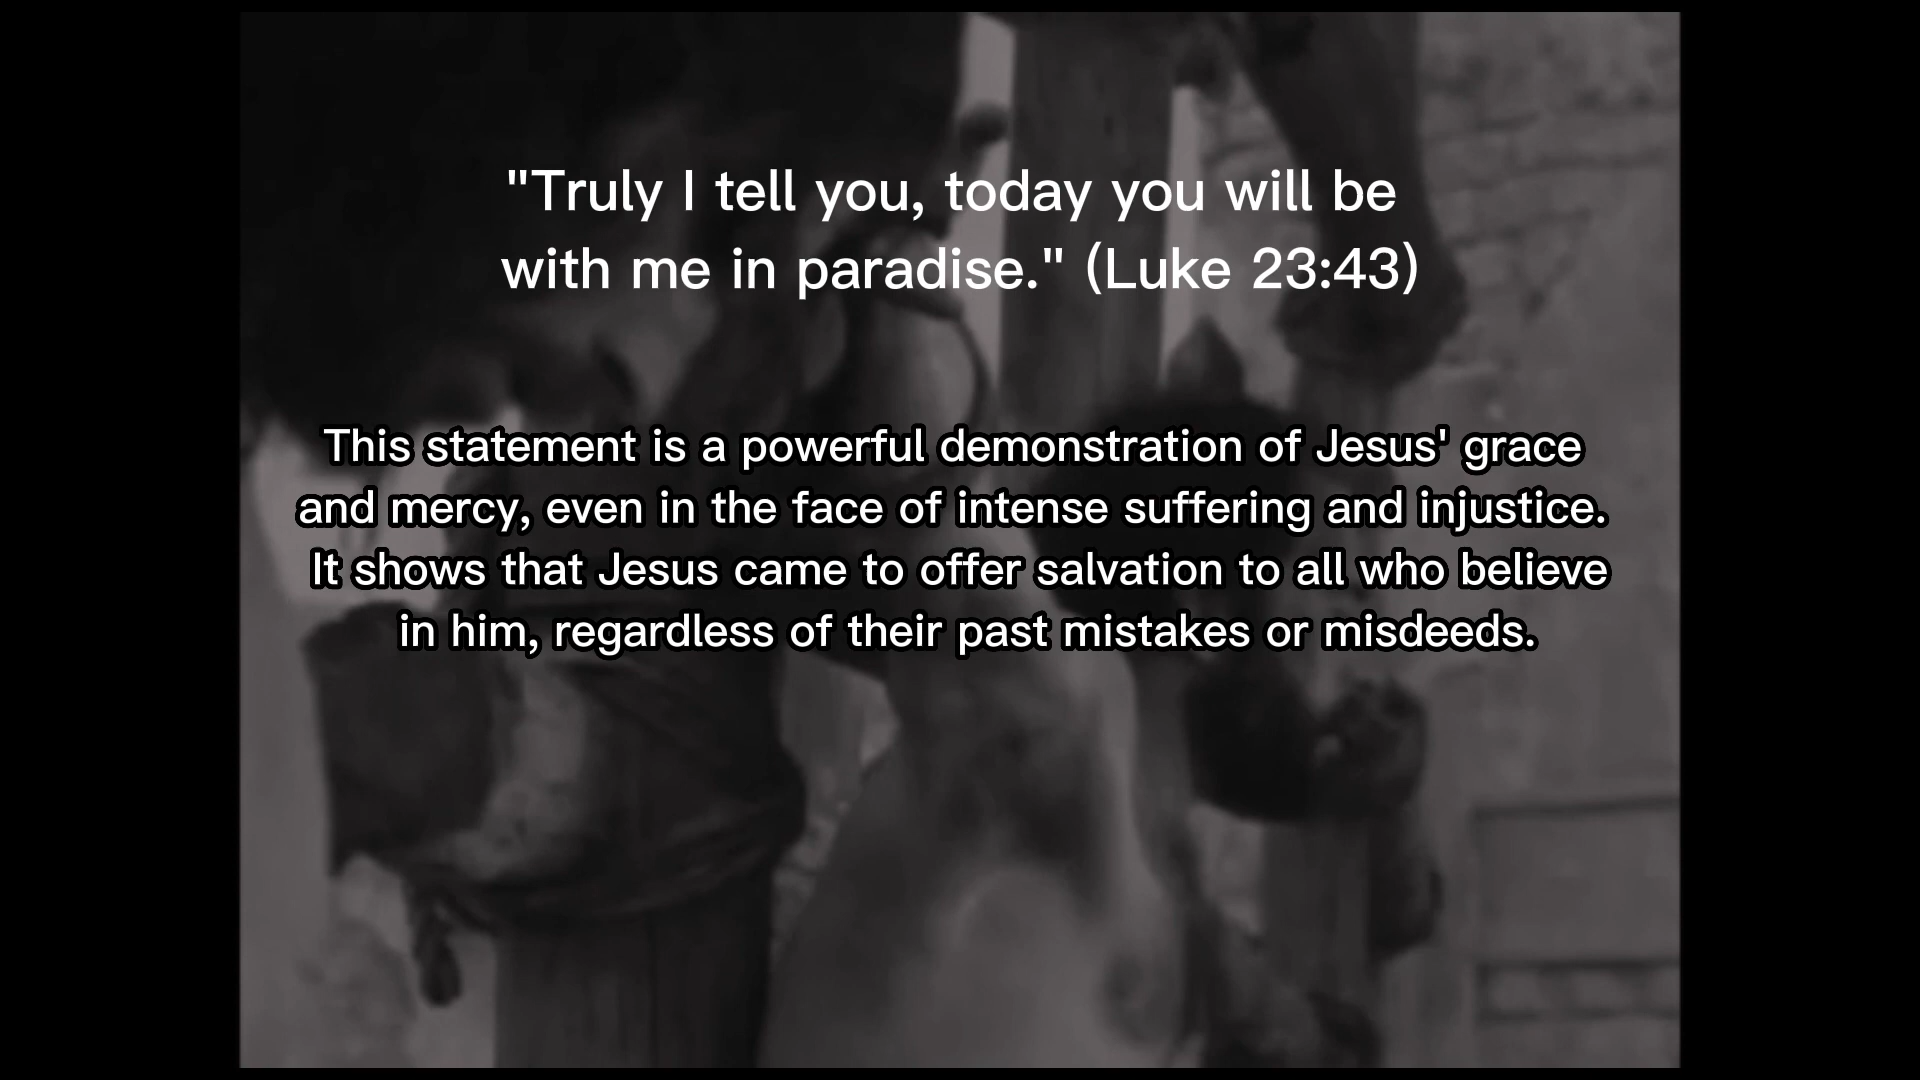 "Truly I tell you, today you will be
with me in paradise." (Luke 23:43)
This statement is a powerful demonstration of Jesus' grace
and mercy, even in the face of intense suffering and injustice.
It shows that Jesus came to offer salvation to all who believe
in him, regardless of their past mistakes or misdeeds.